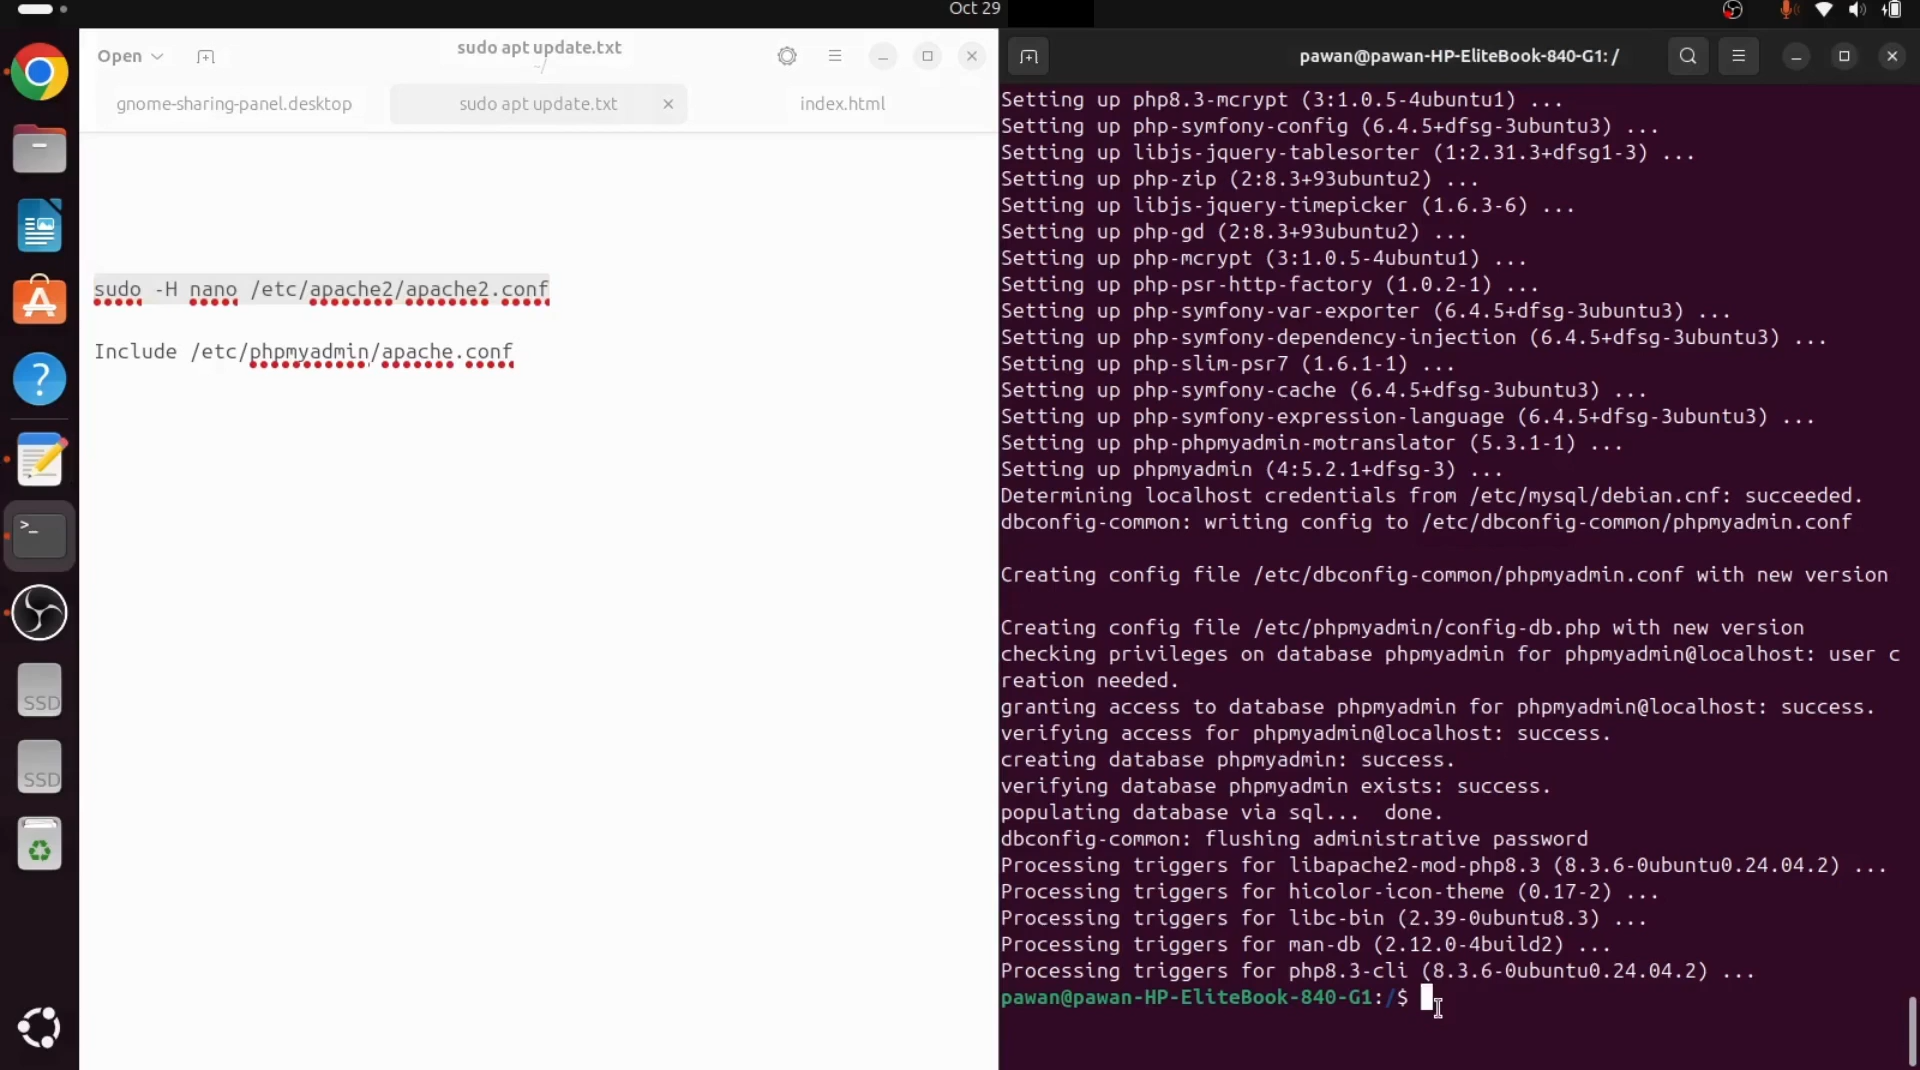 Oct 29
Open
sudo apt update.txt
~/
gnome-sharing-panel.desktop
sudo apt update.txt
index.html
sudo -H nano /etc/apache2/apache2.conf
Include /etc/phpmyadmin/apache.conf
>_
SSD
SSD
pawan@pawan-HP-EliteBook-840-G1: /
Setting up php8.3-mcrypt (3:1.0.5-4ubuntu1) ...
Setting up php-symfony-config (6.4.5+dfsg-3ubuntu3) ...
Setting up libjs-jquery-tablesorter (1:2.31.3+dfsg1-3) ...
Setting up php-zip (2:8.3+93ubuntu2) ...
Setting up libjs-jquery-timepicker (1.6.3-6) ...
Setting up php-gd (2:8.3+93ubuntu2) ...
Setting up php-mcrypt (3:1.0.5-4ubuntu1) ...
Setting up php-psr-http-factory (1.0.2-1) ...
Setting up php-symfony-var-exporter (6.4.5+dfsg-3ubuntu3) ...
Setting up php-symfony-dependency-injection (6.4.5+dfsg-3ubuntu3) ...
Setting up php-slim-psr7 (1.6.1-1) ...
Setting up php-symfony-cache (6.4.5+dfsg-3ubuntu3) ...
Setting up php-symfony-expression-language (6.4.5+dfsg-3ubuntu3) ...
Setting up php-phpmyadmin-motranslator (5.3.1-1) ...
Setting up phpmyadmin (4:5.2.1+dfsg-3) ...
Determining localhost credentials from /etc/mysql/debian.cnf: succeeded.
dbconfig-common: writing config to /etc/dbconfig-common/phpmyadmin.conf
Creating config file /etc/dbconfig-common/phpmyadmin.conf with new version
Creating config file /etc/phpmyadmin/config-db.php with new version
checking privileges on database phpmyadmin for phpmyadmin@localhost: user c
reation needed.
granting access to database phpmyadmin for phpmyadmin@localhost: success.
verifying access for phpmyadmin@localhost: success.
creating database phpmyadmin: success.
verifying database phpmyadmin exists: success.
populating database via sql...  done.
dbconfig-common: flushing administrative password
Processing triggers for libapache2-mod-php8.3 (8.3.6-0ubuntu0.24.04.2) ...
Processing triggers for hicolor-icon-theme (0.17-2) ...
Processing triggers for libc-bin (2.39-0ubuntu8.3) ...
Processing triggers for man-db (2.12.0-4build2) ...
Processing triggers for php8.3-cli (8.3.6-0ubuntu0.24.04.2) ...
pawan@pawan-HP-EliteBook-840-G1:/$